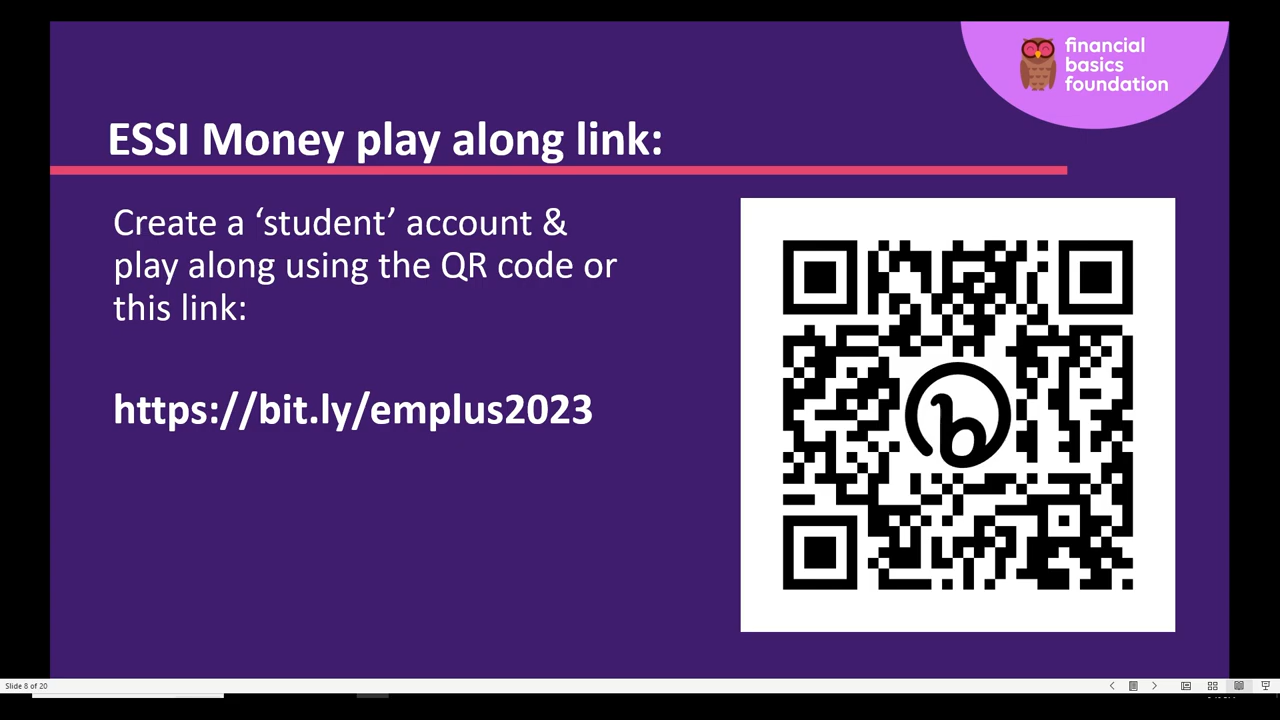 financial
basics
foundation
ESSI Money play along link:
Create a ‘student’ account &
play along using the QR code or
this link:
https://bit.ly/emplus2023
b
Slide 8 of 20